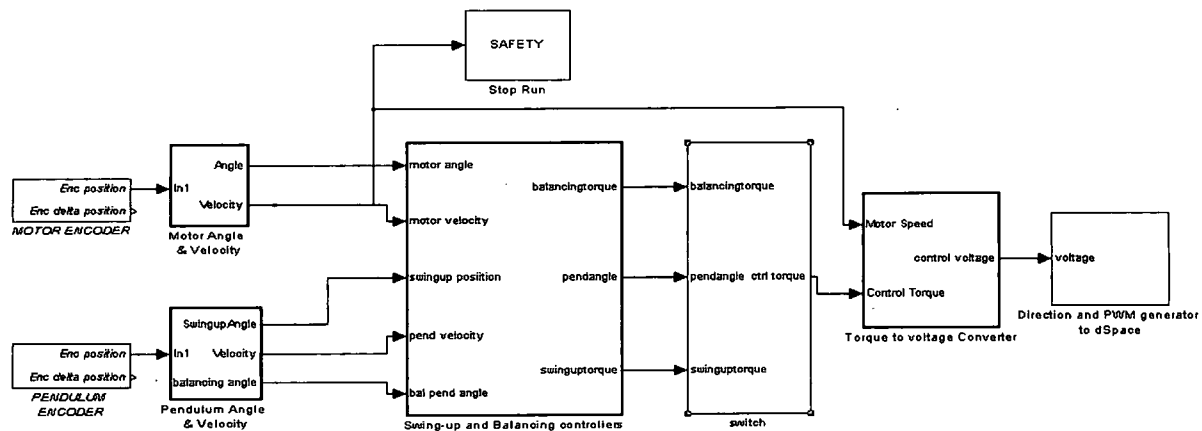 SAFETY
Stop Run
Enc position
Enc delta position
MOTOR ENCODER
In1
Angle
Velocity
Motor Angle
& Velocity
Enc position
Enc delta position
PENDULUM
ENCODER
In1
Swingup Angle
Velocity
balancing angle
Pendulum Angle
& Velocity
motor angle
motor velocity
swingup posiition
pend velocity
bal pend angle
balancingtorque
pendangle
swinguptorque
Swing-up and Balancing controllers
balancingtorque
pendangle ctrl torque
swinguptorque
switch
Motor Speed
Control Torque
control voltage
Torque to voltage Converter
voltage
Direction and PWM generator
to dSpace